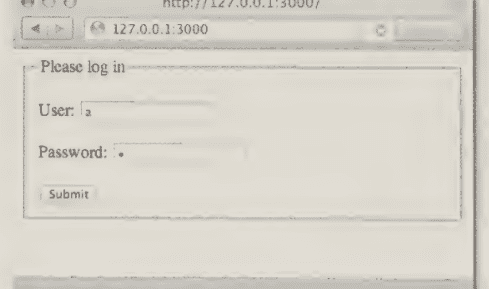 http://127.0.0.1:3000/
127.0.0.1:3000
Please log in
User: a
Password: •
Submit